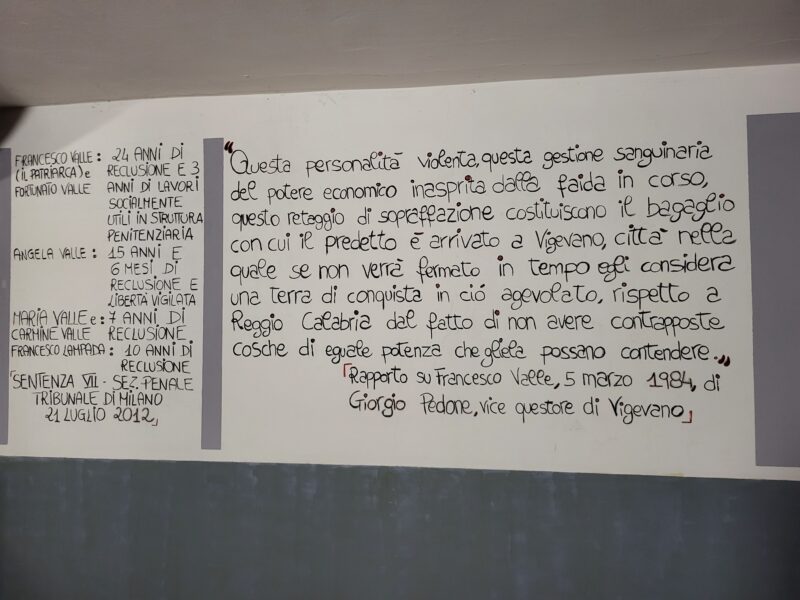 FRANCESCO VALLE : 24 ANNI DI
(IL PATRIARCA) e RECLUSIONE E 3
FORTUNATO VALLE ANNI DI LAVORI
SOCIALMENTE
UTILI IN STRUTTURA
PENITENZIARIA
ANGELA VALLE : 15 ANNI E
6 MESI DI
RECLUSIONE E
LIBERTÀ VIGILATA
MARIA VALLE e : 7 ANNI DI
CARMINE VALLE RECLUSIONE
FRANCESCO LAMPADA : 10 ANNI DI
RECLUSIONE
「SENTENZA VII - SEZ. PENALE
TRIBUNALE DI MILANO
21 LUGLIO 2012」
"Questa personalità violenta, questa gestione sanguinaria
del potere economico inasprita dalla faida in corso,
questo retaggio di sopraffazione costituiscono il bagaglio
con cui il predetto è arrivato a Vigevano, città nella
quale se non verrà fermato in tempo egli considera
una terra di conquista in ció agevolato, rispetto a
Reggio Calabria dal fatto di non avere contrapposte
cosche di eguale potenza che gliela possano contendere."
「Rapporto su Francesco Valle, 5 marzo 1984, di
Giorgio Pedone, vice questore di Vigevano」